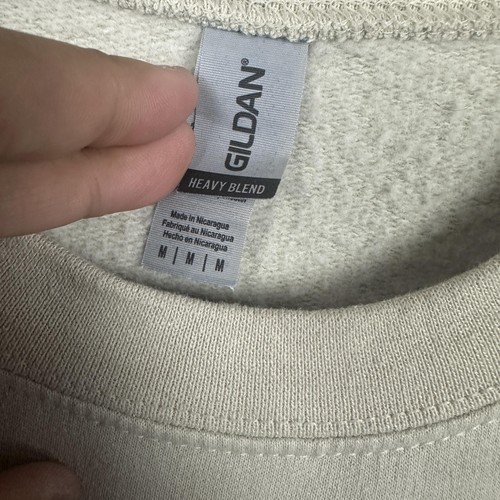 GILDAN®
HEAVY BLEND
Made in Nicaragua
Fabriqué au Nicaragua
Hecho en Nicaragua
M | M | M